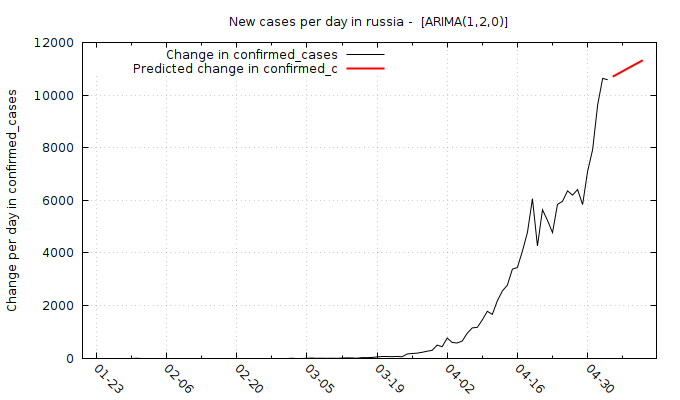 New cases per day in russia -  [ARIMA(1,2,0)]
Change in confirmed_cases
Predicted change in confirmed_c
Change per day in confirmed_cases
12000
10000
8000
6000
4000
2000
0
01-23 02-06 02-20 03-05 03-19 04-02 04-16 04-30